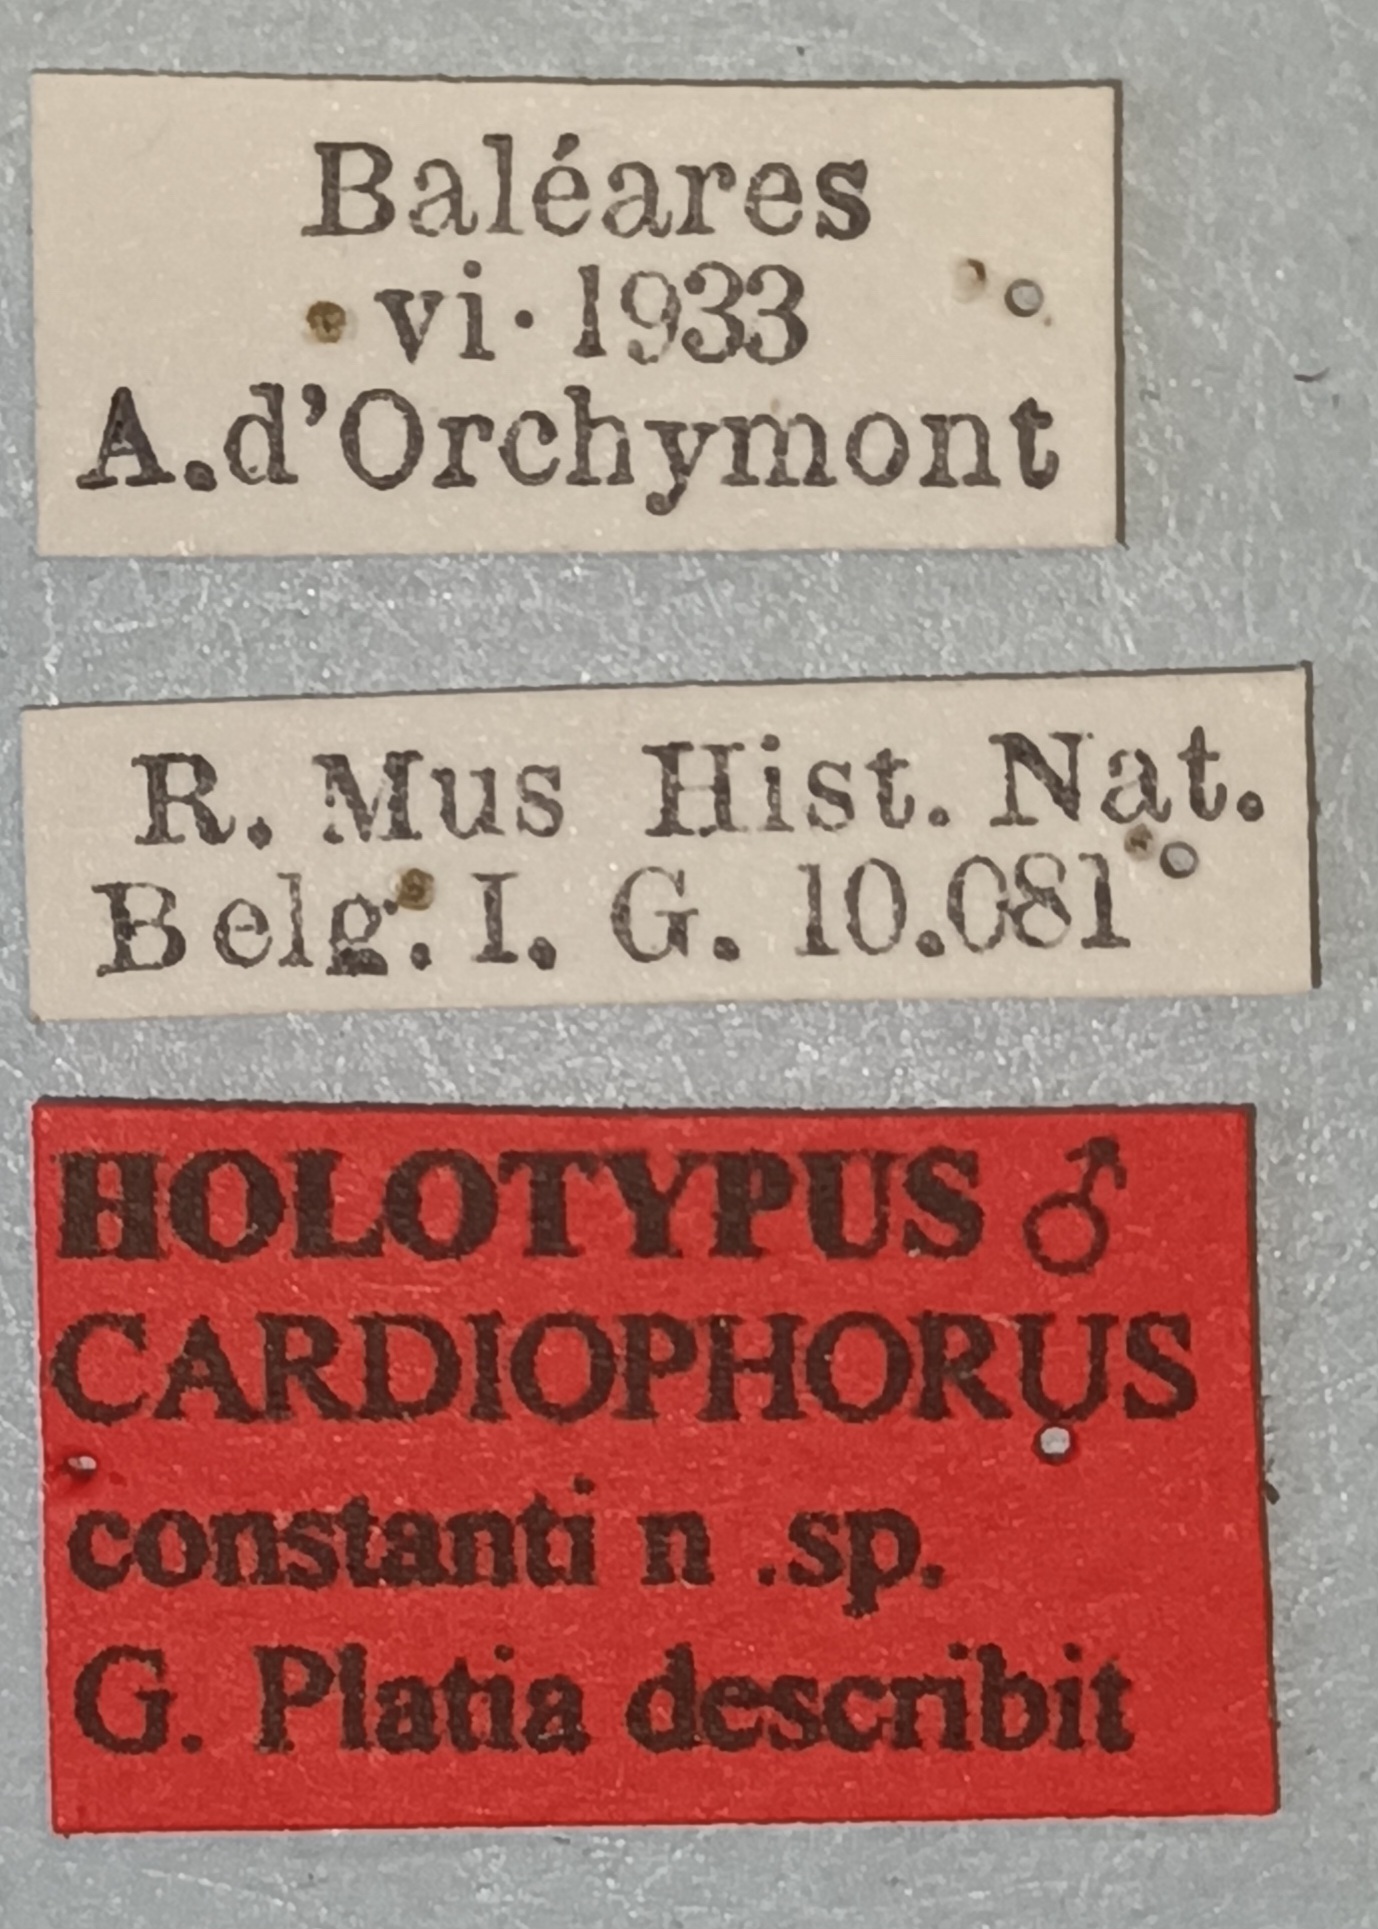 Baléares
vi·1933
A.d'Orchymont
R. Mus Hist. Nat.
Belg. I. G. 10.081
HOLOTYPUS ♂
CARDIOPHORUS
constanti n .sp.
G. Platia describit